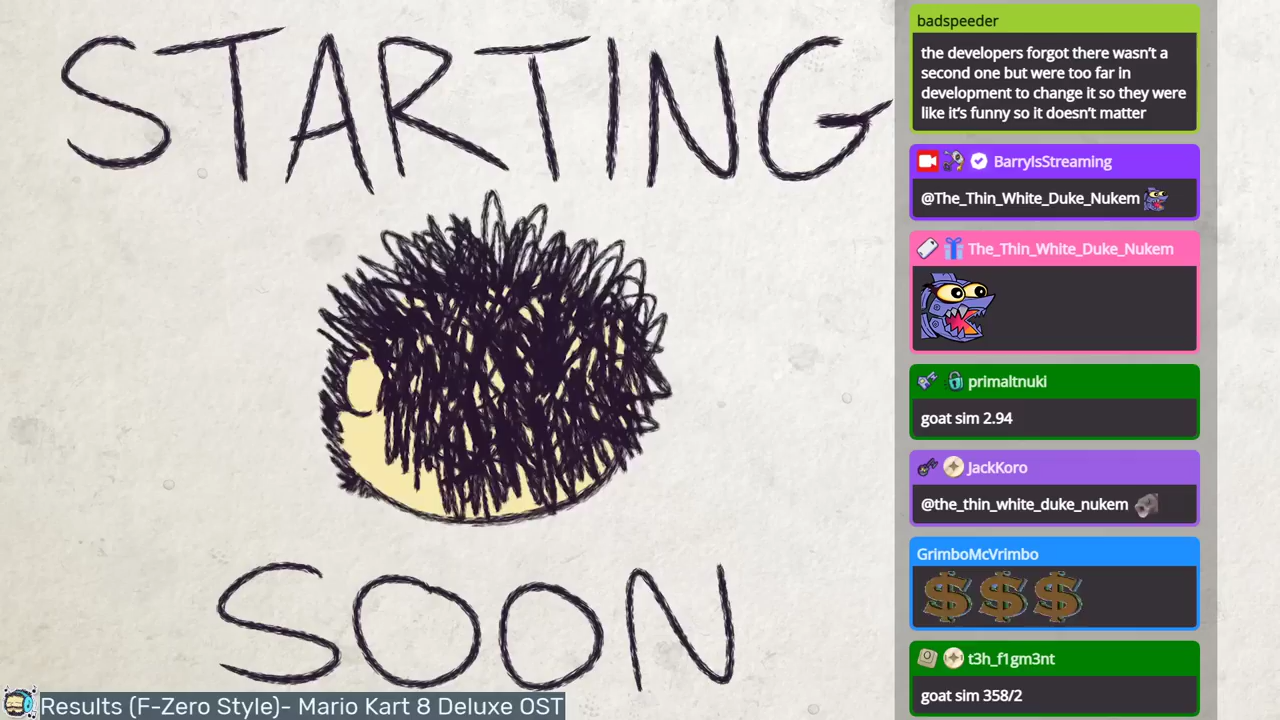 STARTING
SOON
Results (F-Zero Style)- Mario Kart 8 Deluxe OST
badspeeder
the developers forgot there wasn't a
second one but were too far in
development to change it so they were
like it's funny so it doesn't matter
BarryIsStreaming
@The_Thin_White_Duke_Nukem
The_Thin_White_Duke_Nukem
primaltnuki
goat sim 2.94
JackKoro
@the_thin_white_duke_nukem
GrimboMcVrimbo
$ $ $
t3h_f1gm3nt
goat sim 358/2